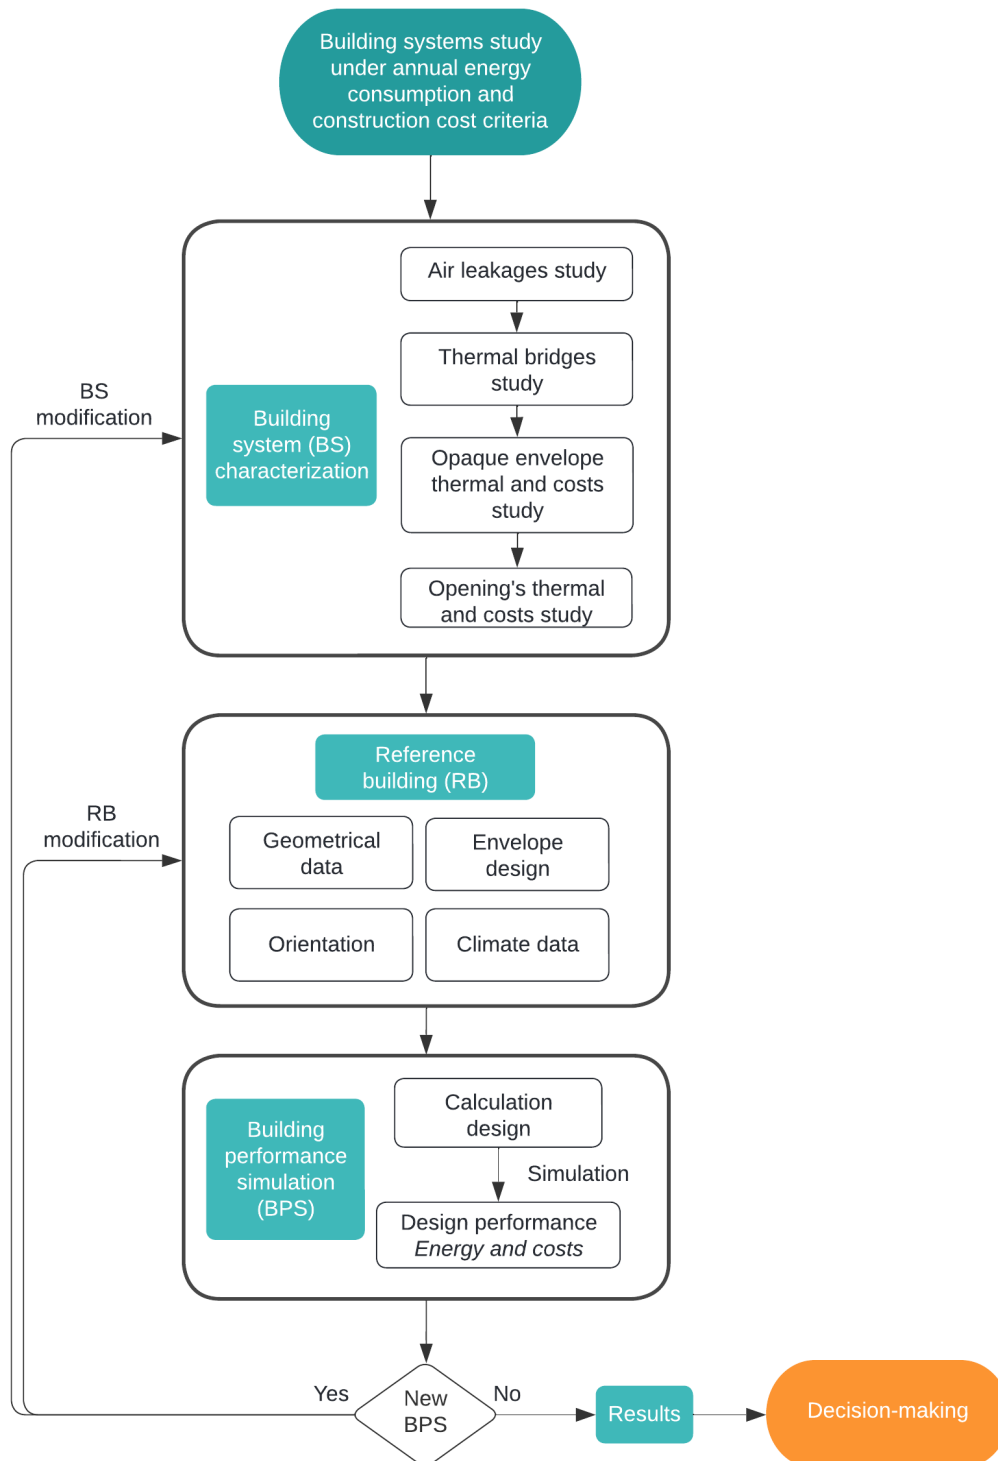 Building systems study
under annual energy
consumption and
construction cost criteria
Air leakages study
Thermal bridges
study
BS
modification
Building
system (BS)
characterization
Opaque envelope
thermal and costs
study
Opening's thermal
and costs study
Reference
building (RB)
RB
modification
Geometrical
data
Envelope
design
Orientation
Climate data
Building
performance
simulation
(BPS)
Calculation
design
Simulation
Design performance
Energy and costs
Yes
New
BPS
No
Results
Decision-making